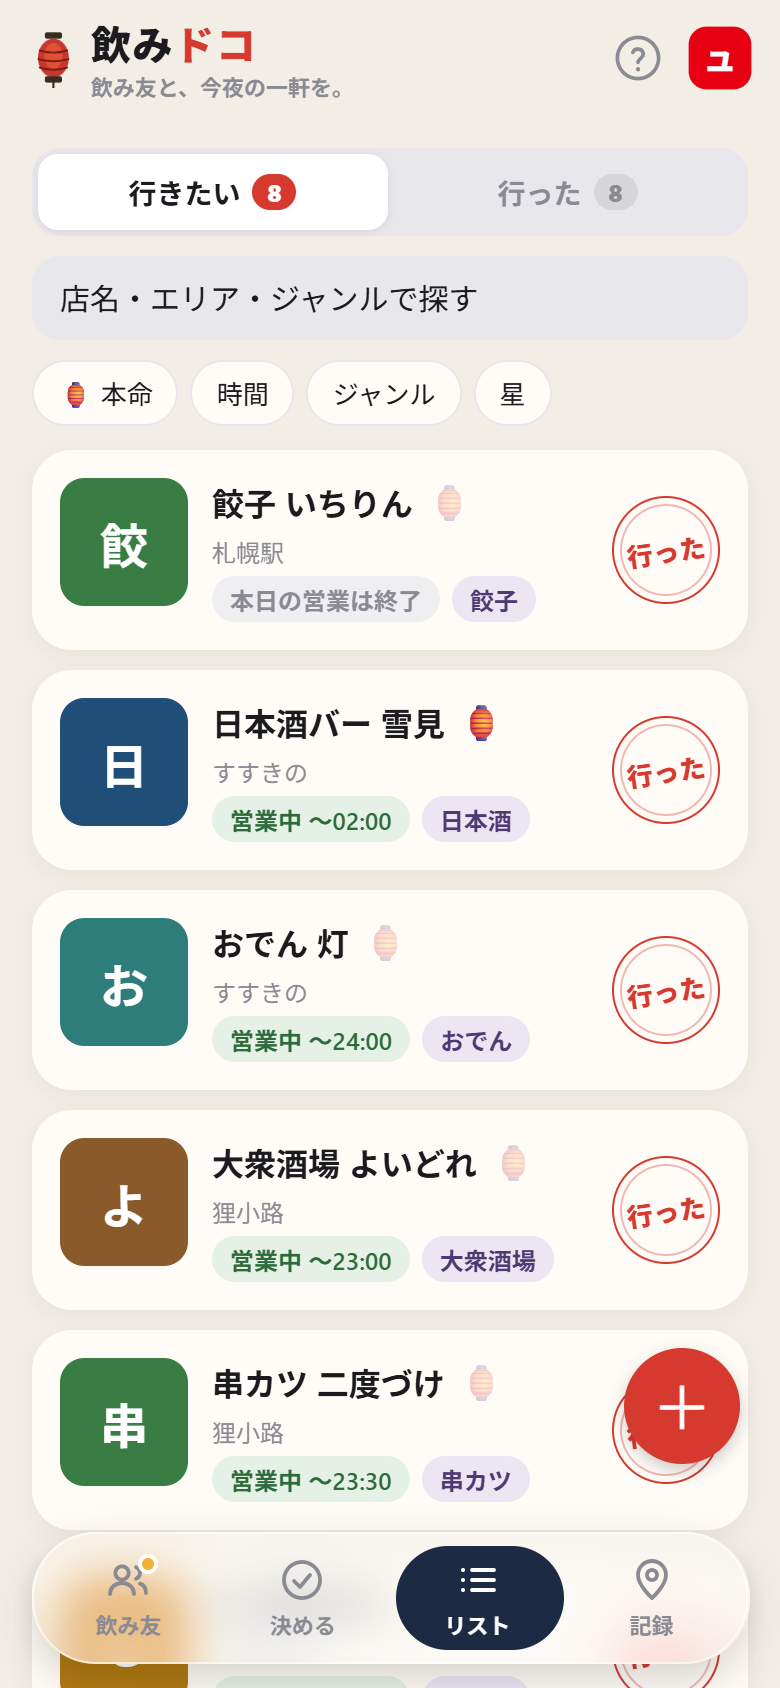 飲みドコ
飲み友と、今夜の一軒を。
ユ
行きたい 8
行った 8
店名・エリア・ジャンルで探す
本命
時間
ジャンル
星
餃
餃子 いちりん
札幌駅
本日の営業は終了
餃子
行った
日
日本酒バー 雪見
すすきの
営業中 〜02:00
日本酒
行った
お
おでん 灯
すすきの
営業中 〜24:00
おでん
行った
よ
大衆酒場 よいどれ
狸小路
営業中 〜23:00
大衆酒場
行った
串
串カツ 二度づけ
狸小路
営業中 〜23:30
串カツ
飲み友
決める
リスト
記録